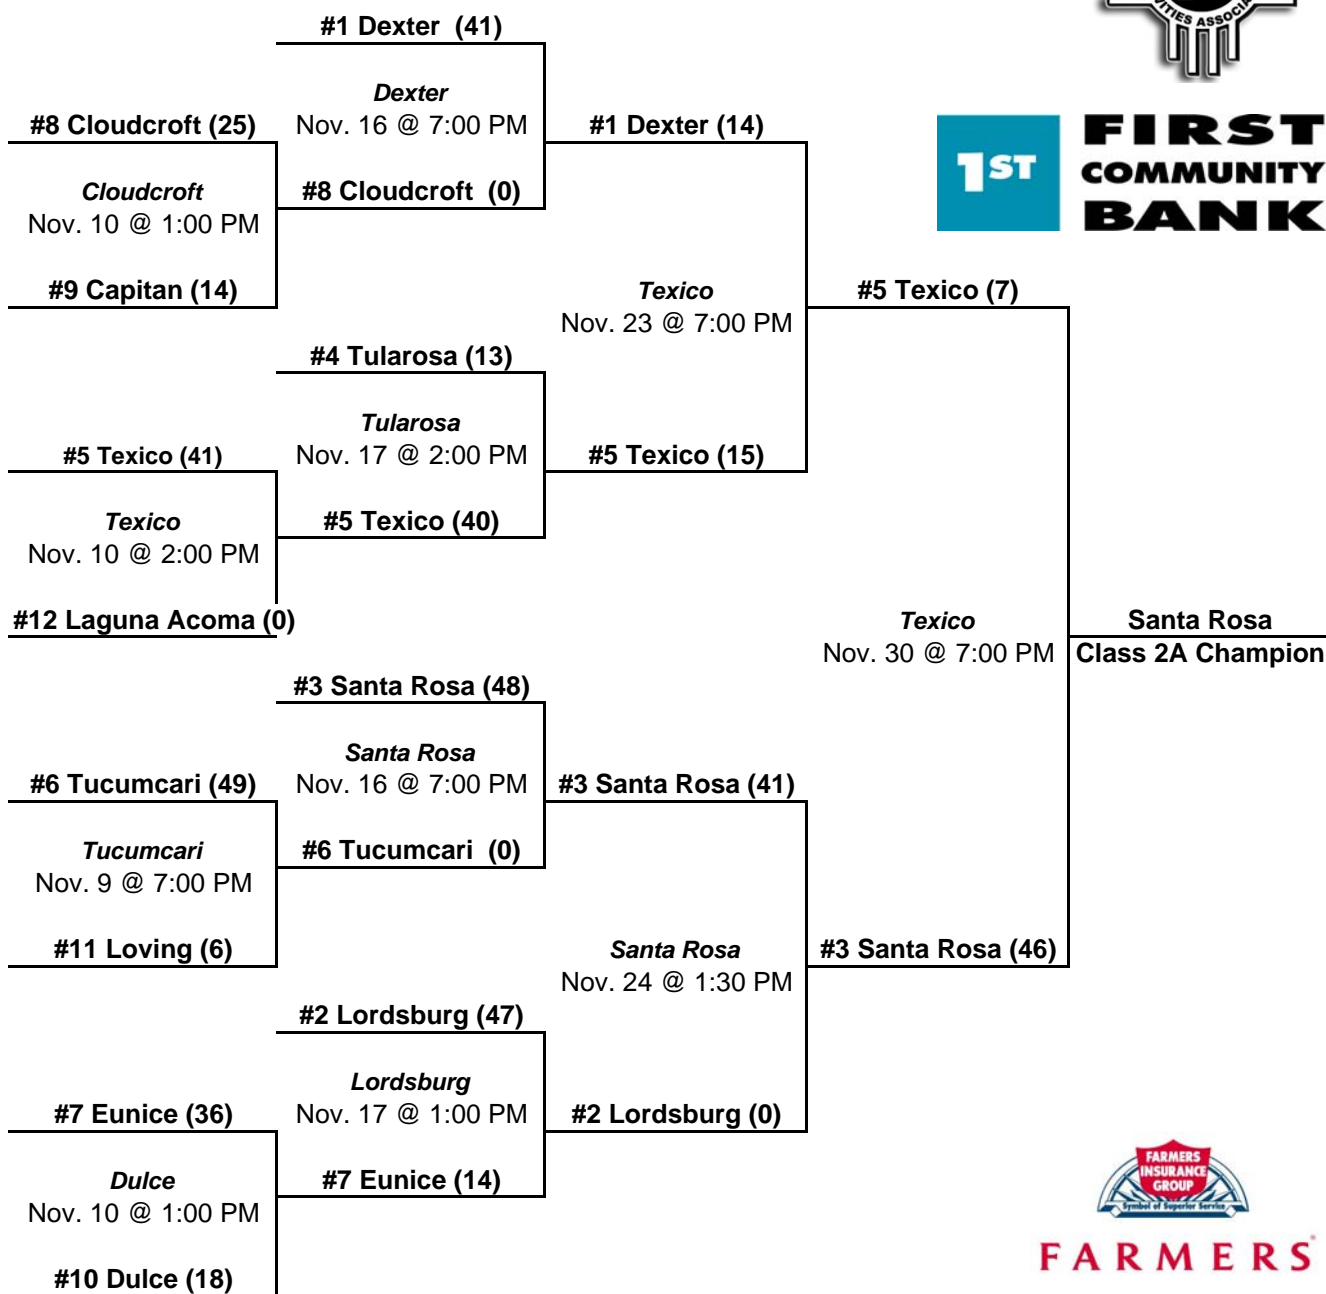 #1 Dexter (41)
Dexter
Nov. 16 @ 7:00 PM
#8 Cloudcroft (25)
#1 Dexter (14)
Cloudcroft
Nov. 10 @ 1:00 PM
#8 Cloudcroft (0)
#9 Capitan (14)
Texico
Nov. 23 @ 7:00 PM
#5 Texico (7)
#4 Tularosa (13)
Tularosa
Nov. 17 @ 2:00 PM
#5 Texico (41)
#5 Texico (15)
Texico
Nov. 10 @ 2:00 PM
#5 Texico (40)
#12 Laguna Acoma (0)
Texico
Nov. 30 @ 7:00 PM
Santa Rosa
Class 2A Champion
#3 Santa Rosa (48)
Santa Rosa
Nov. 16 @ 7:00 PM
#6 Tucumcari (49)
#3 Santa Rosa (41)
Tucumcari
Nov. 9 @ 7:00 PM
#6 Tucumcari (0)
#11 Loving (6)
Santa Rosa
Nov. 24 @ 1:30 PM
#3 Santa Rosa (46)
#2 Lordsburg (47)
Lordsburg
Nov. 17 @ 1:00 PM
#7 Eunice (36)
#2 Lordsburg (0)
Dulce
Nov. 10 @ 1:00 PM
#7 Eunice (14)
#10 Dulce (18)
1ST
FIRST
COMMUNITY
BANK
FARMERS
INSURANCE
GROUP
Symbol of Superior Service
FARMERS